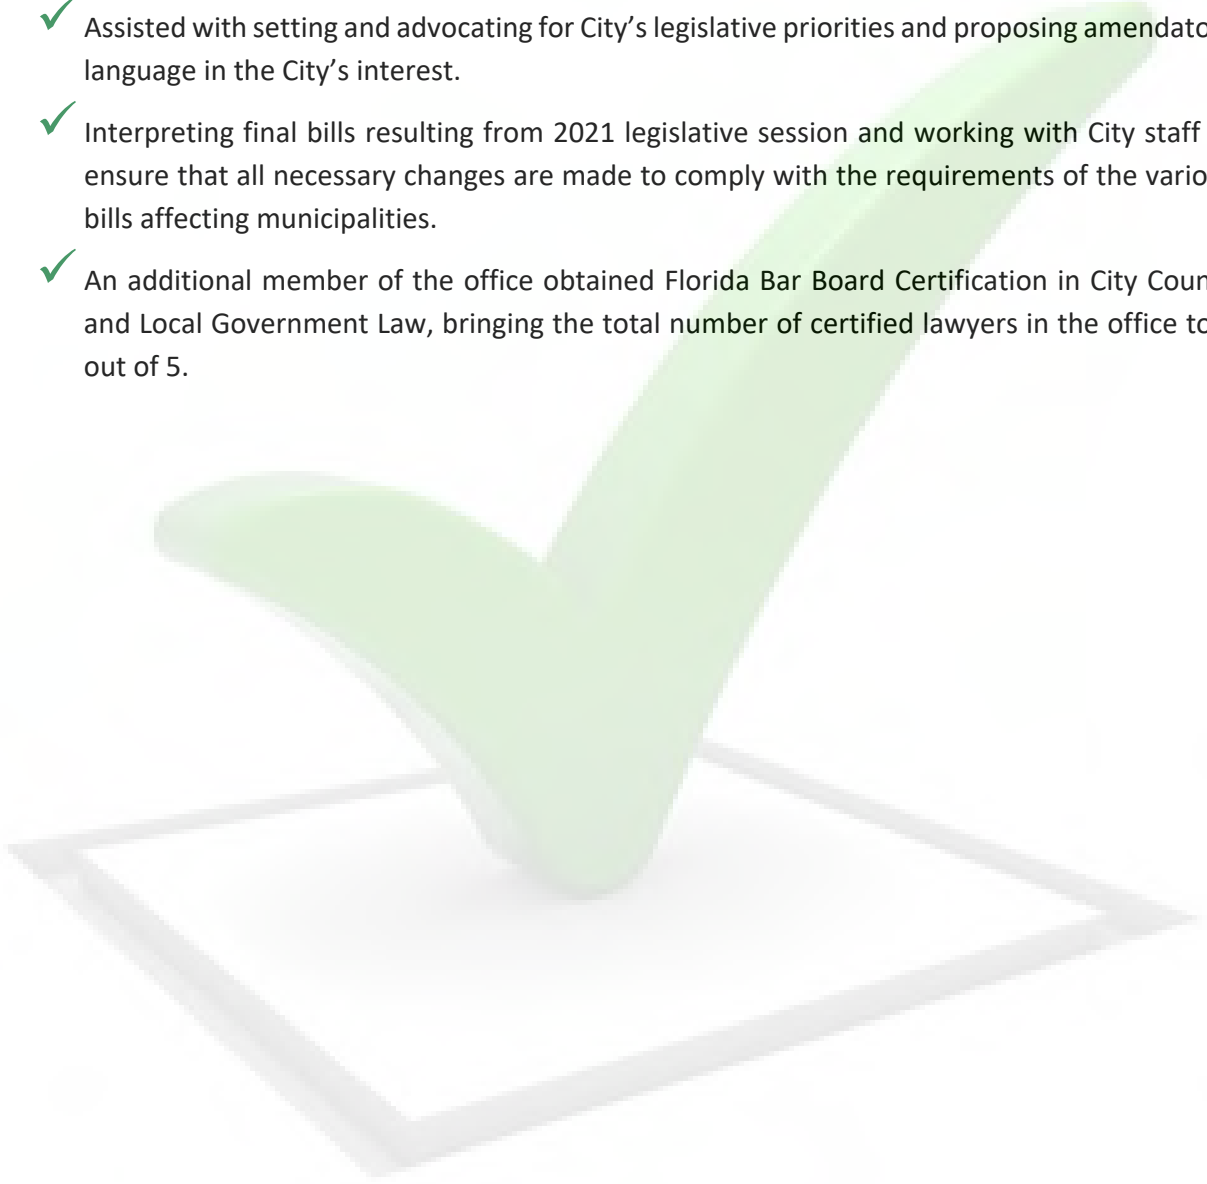 Assisted with setting and advocating for City’s legislative priorities and proposing amendato
language in the City’s interest.
Interpreting final bills resulting from 2021 legislative session and working with City staff
ensure that all necessary changes are made to comply with the requirements of the vario
bills affecting municipalities.
An additional member of the office obtained Florida Bar Board Certification in City Coun
and Local Government Law, bringing the total number of certified lawyers in the office to
out of 5.